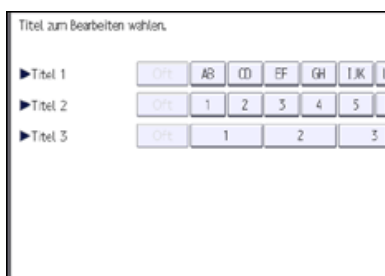 Titel zum Bearbeiten wählen.
▶Titel 1 Oft AB CD EF GH IJK
▶Titel 2 Oft 1 2 3 4 5
▶Titel 3 Oft 1 2 3